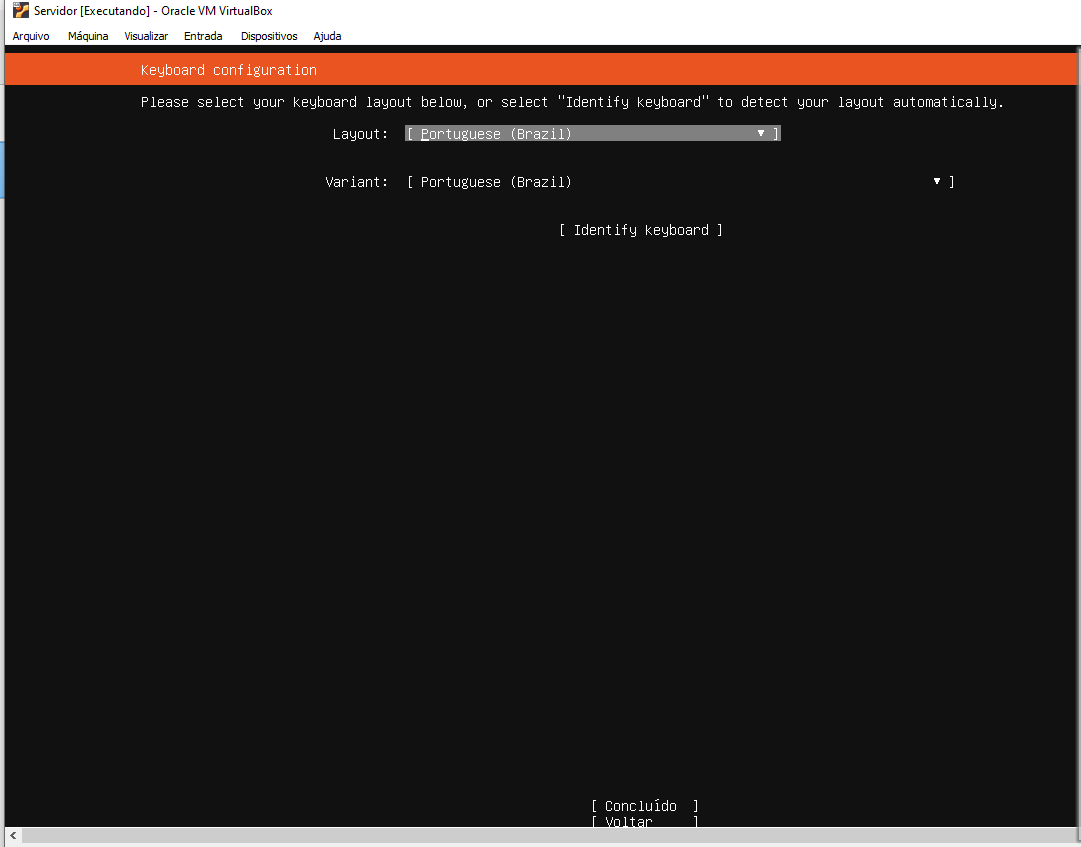 Servidor [Executando] - Oracle VM VirtualBox
Arquivo Máquina Visualizar Entrada Dispositivos Ajuda
Keyboard configuration
Please select your keyboard layout below, or select "Identify keyboard" to detect your layout automatically.
Layout: [ Portuguese (Brazil) ▼ ]
Variant: [ Portuguese (Brazil) ▼ ]
[ Identify keyboard ]
[ Concluído ]
[ Voltar ]